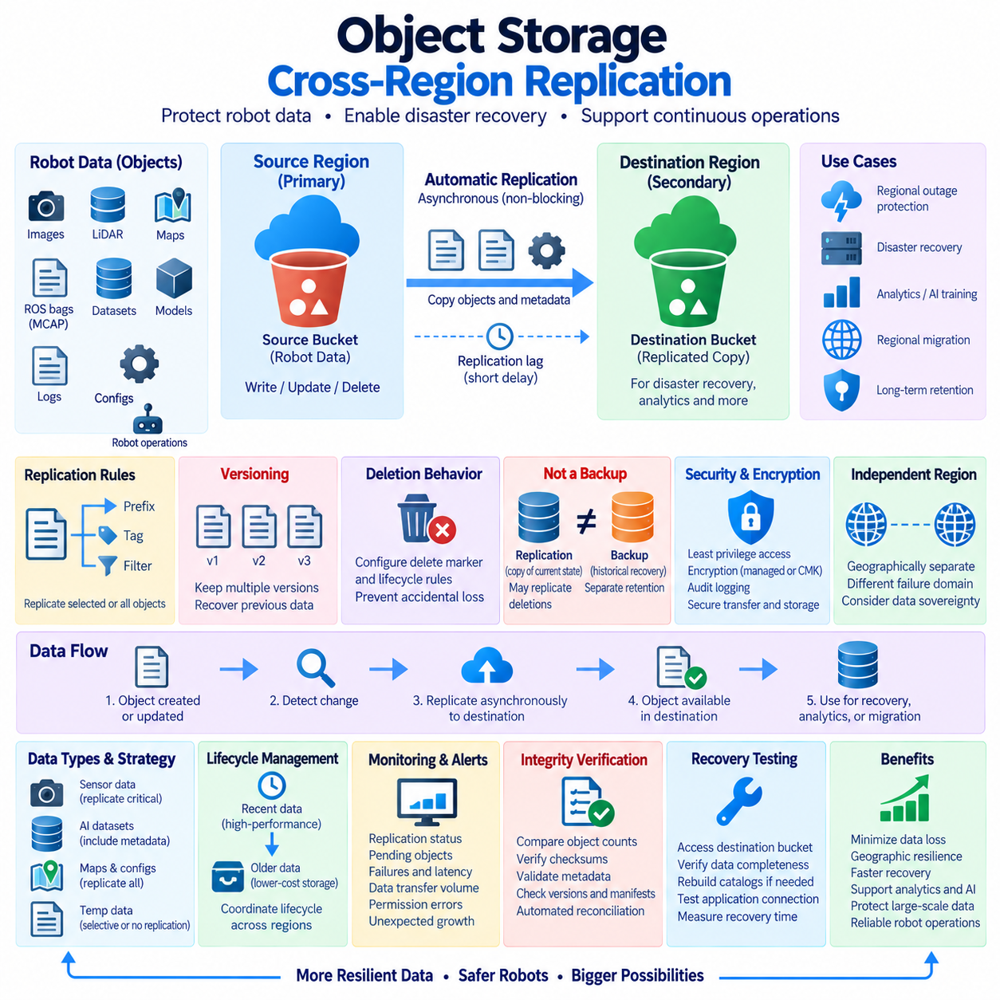 Object Storage
Cross-Region Replication
Protect robot data • Enable disaster recovery • Support continuous operations
Robot Data (Objects)
Images
LiDAR
Maps
ROS bags
(MCAP)
Datasets
Models
Logs
Configs
Robot operations
Source Region
(Primary)
Source Bucket
(Robot Data)
Write / Update / Delete
Automatic Replication
Asynchronous (non-blocking)
Copy objects and metadata
Replication lag
(short delay)
Destination Region
(Secondary)
Destination Bucket
(Replicated Copy)
For disaster recovery,
analytics and more
Use Cases
Regional outage
protection
Disaster recovery
Analytics / AI training
Regional migration
Long-term retention
Replication Rules
Prefix
Tag
Filter
Replicate selected or all objects
Versioning
v1
v2
v3
Keep multiple versions
Recover previous data
Deletion Behavior
Configure delete marker
and lifecycle rules
Prevent accidental loss
Not a Backup
≠
Replication
(copy of current state)
May replicate
deletions
Backup
(historical recovery)
Separate retention
Security & Encryption
Least privilege access
Encryption (managed or CMK)
Audit logging
Secure transfer and storage
Independent Region
Geographically separate
Different failure domain
Consider data sovereignty
Data Flow
1. Object created
or updated
2. Detect change
3. Replicate asynchronously
to destination
4. Object available
in destination
5. Use for recovery,
analytics, or migration
Data Types & Strategy
Sensor data
(replicate critical)
AI datasets
(include metadata)
Maps & configs
(replicate all)
Temp data
(selective or no replication)
Lifecycle Management
Recent data
(high-performance)
Older data
(lower-cost storage)
Coordinate lifecycle
across regions
Monitoring & Alerts
Replication status
Pending objects
Failures and latency
Data transfer volume
Permission errors
Unexpected growth
Integrity Verification
Compare object counts
Verify checksums
Validate metadata
Check versions and manifests
Automated reconciliation
Recovery Testing
Access destination bucket
Verify data completeness
Rebuild catalogs if needed
Test application connection
Measure recovery time
Benefits
Minimize data loss
Geographic resilience
Faster recovery
Support analytics and AI
Protect large-scale data
Reliable robot operations
More Resilient Data • Safer Robots • Bigger Possibilities